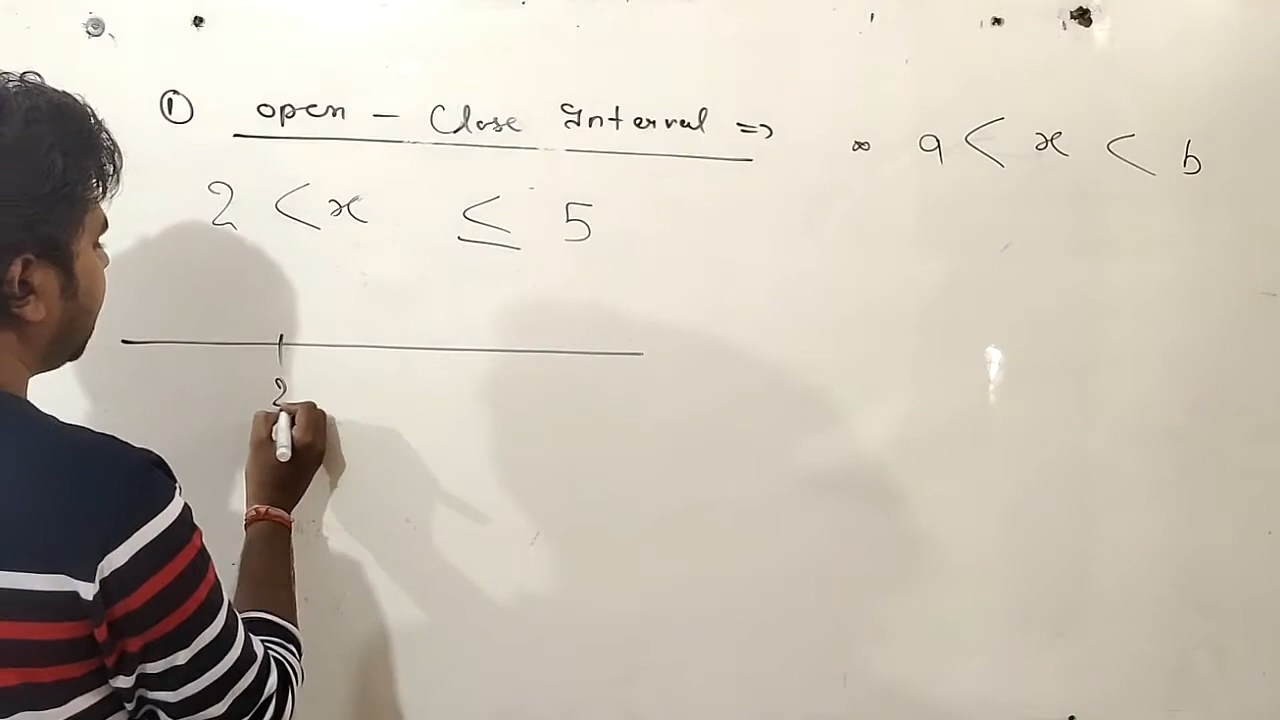 ① open - Close Interval ⇒
∞ a < x < b
2 < x ≤ 5
2